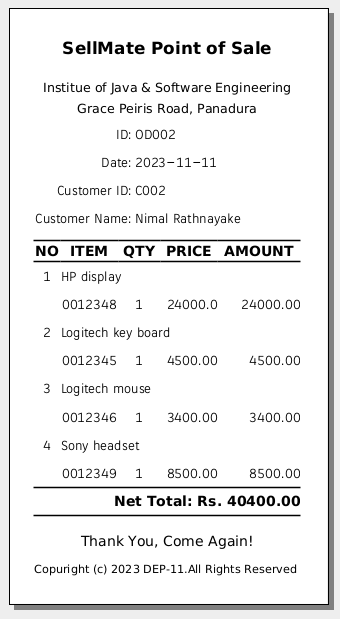 SellMate Point of Sale
Institue of Java & Software Engineering
Grace Peiris Road, Panadura
ID: OD002
Date: 2023-11-11
Customer ID: C002
Customer Name: Nimal Rathnayake
NO ITEM QTY PRICE AMOUNT
1 HP display
0012348 1 24000.0 24000.00
2 Logitech key board
0012345 1 4500.00 4500.00
3 Logitech mouse
0012346 1 3400.00 3400.00
4 Sony headset
0012349 1 8500.00 8500.00
Net Total: Rs. 40400.00
Thank You, Come Again!
Copuright (c) 2023 DEP-11.All Rights Reserved